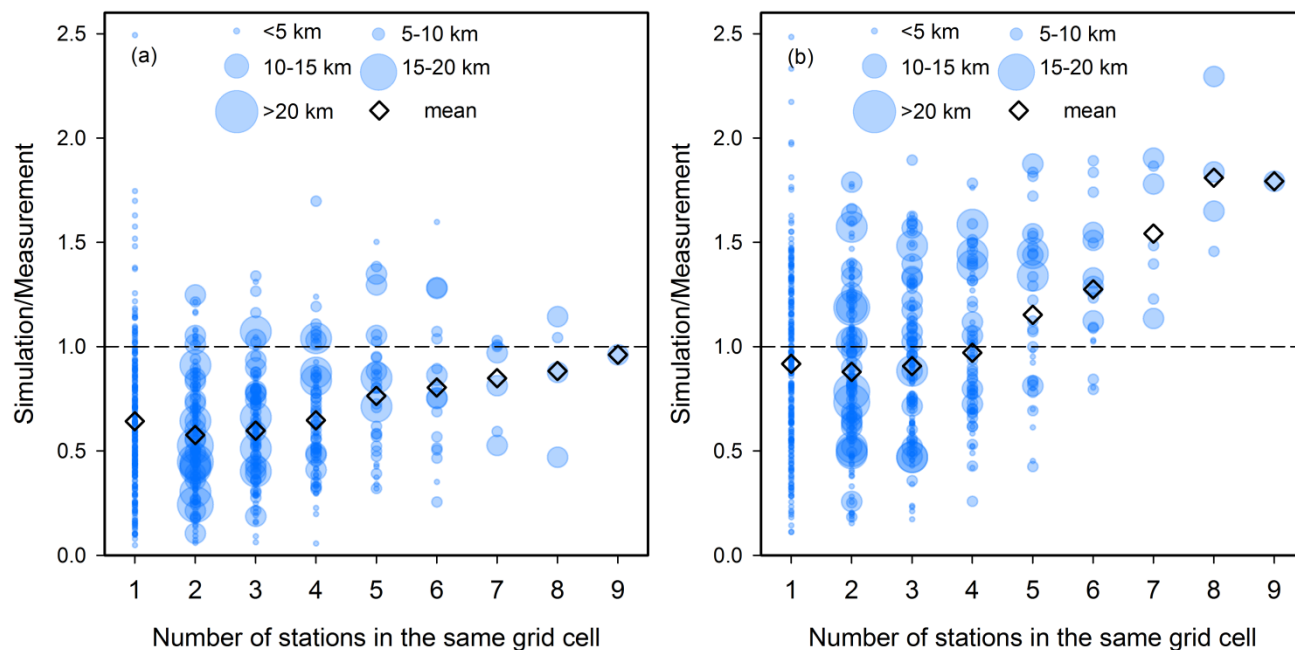 (a)
<5 km
5-10 km
10-15 km
15-20 km
>20 km
mean
2.5
2.0
1.5
1.0
0.5
0.0
Simulation/Measurement
1 2 3 4 5 6 7 8 9
Number of stations in the same grid cell
(b)
<5 km
5-10 km
10-15 km
15-20 km
>20 km
mean
2.5
2.0
1.5
1.0
0.5
0.0
Simulation/Measurement
1 2 3 4 5 6 7 8 9
Number of stations in the same grid cell